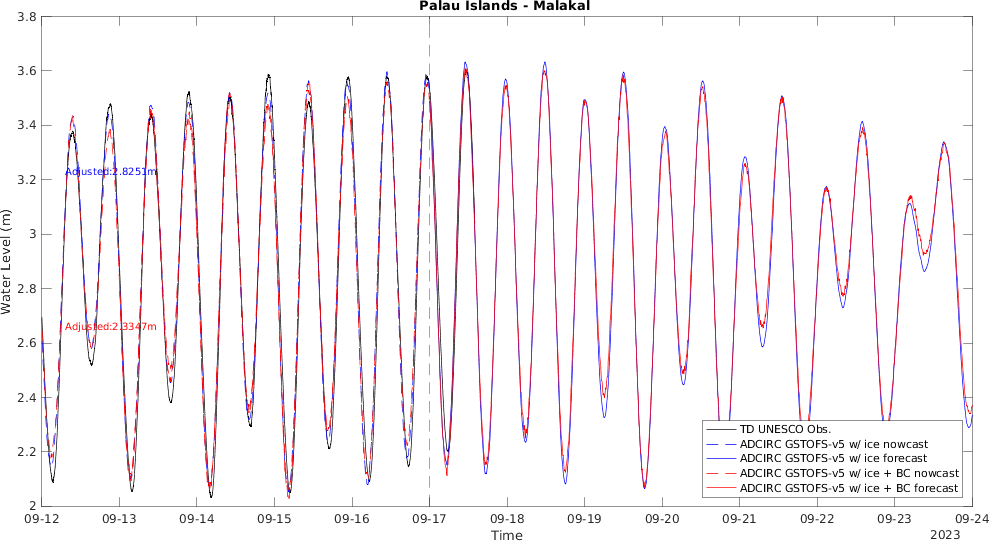 Palau Islands - Malakal
3.8
3.6
3.4
3.2
3
2.8
2.6
2.4
2.2
2
Water Level (m)
Adjusted:2.8251m
Adjusted:2.3347m
TD UNESCO Obs.
ADCIRC GSTOFS-v5 w/ ice nowcast
ADCIRC GSTOFS-v5 w/ ice forecast
ADCIRC GSTOFS-v5 w/ ice + BC nowcast
ADCIRC GSTOFS-v5 w/ ice + BC forecast
09-12 09-13 09-14 09-15 09-16 09-17 09-18 09-19 09-20 09-21 09-22 09-23 09-24
Time
2023